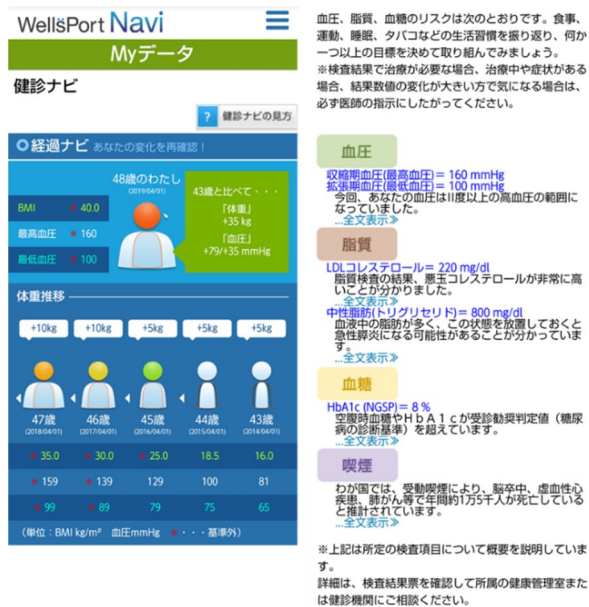 WellsPort Navi
Myデータ
健診ナビ
? 健診ナビの見方
経過ナビ あなたの変化を再確認！
48歳のわたし
(2019/04/01)
43歳と比べて・・・
「体重」
+35 kg
「血圧」
+79/+35 mmHg
BMI ＊ 40.0
最高血圧 ＊ 160
最低血圧 ＊ 100
体重推移
+10kg +10kg +5kg +5kg +5kg
47歳 46歳 45歳 44歳 43歳
(2018/04/01) (2017/04/01) (2016/04/01) (2015/04/01) (2014/04/01)
＊ 35.0 ＊ 30.0 ＊ 25.0 18.5 16.0
＊ 159 ＊ 139 129 100 81
＊ 99 ＊ 89 79 75 65
（単位：BMI kg/m² 血圧mmHg ＊・・・基準外）
血圧、脂質、血糖のリスクは次のとおりです。食事、
運動、睡眠、タバコなどの生活習慣を振り返り、何か
一つ以上の目標を決めて取り組んでみましょう。
※検査結果で治療が必要な場合、治療中や症状がある
場合、結果数値の変化が大きい方で気になる場合は、
必ず医師の指示にしたがってください。
血圧
収縮期血圧(最高血圧)＝ 160 mmHg
拡張期血圧(最低血圧)＝ 100 mmHg
今回、あなたの血圧はII度以上の高血圧の範囲に
なっていました。
...全文表示≫
脂質
LDLコレステロール＝ 220 mg/dl
脂質検査の結果、悪玉コレステロールが非常に高
いことが分かりました。
...全文表示≫
中性脂肪(トリグリセリド)＝ 800 mg/dl
血液中の脂肪が多く、この状態を放置しておくと
急性膵炎になる可能性があることが分かっていま
す。
...全文表示≫
血糖
HbA1c (NGSP)＝ 8 %
空腹時血糖やＨｂＡ１ｃが受診勧奨判定値（糖尿
病の診断基準）を超えています。
...全文表示≫
喫煙
わが国では、受動喫煙により、脳卒中、虚血性心
疾患、肺がん等で年間約1万5千人が死亡している
と推計されています。
...全文表示≫
※上記は所定の検査項目について概要を説明していま
す。
詳細は、検査結果票を確認して所属の健康管理室また
は健診機関にご相談ください。